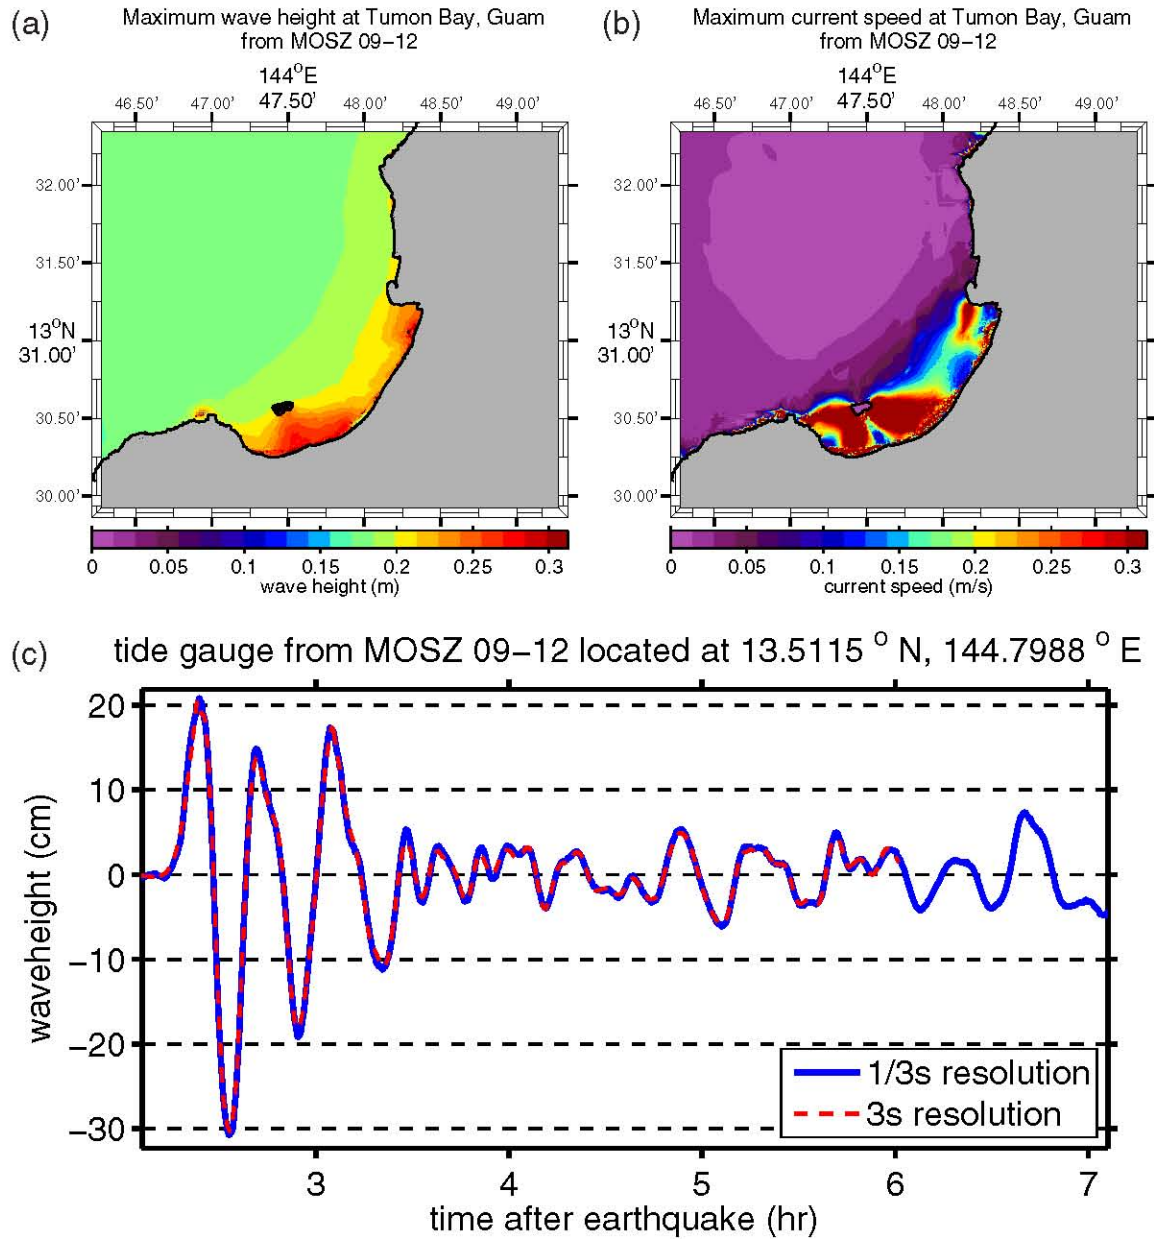 (a) Maximum wave height at Tumon Bay, Guam
from MOSZ 09-12
144°E
46.50' 47.00' 47.50' 48.00' 48.50' 49.00'
32.00'
31.50'
13°N
31.00'
30.50'
30.00'
0 0.05 0.1 0.15 0.2 0.25 0.3
wave height (m)
(b) Maximum current speed at Tumon Bay, Guam
from MOSZ 09-12
144°E
46.50' 47.00' 47.50' 48.00' 48.50' 49.00'
32.00'
31.50'
13°N
31.00'
30.50'
30.00'
0 0.05 0.1 0.15 0.2 0.25 0.3
current speed (m/s)
(c) tide gauge from MOSZ 09-12 located at 13.5115 ° N, 144.7988 ° E
20
10
0
-10
-20
-30
waveheight (cm)
1/3s resolution
3s resolution
3 4 5 6 7
time after earthquake (hr)